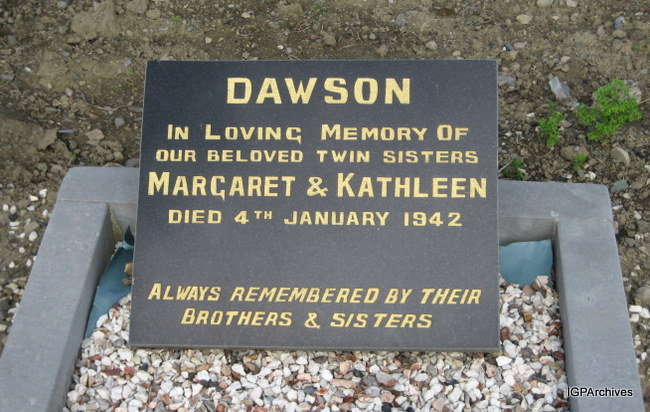 DAWSON
IN LOVING MEMORY OF
OUR BELOVED TWIN SISTERS
MARGARET & KATHLEEN
DIED 4TH JANUARY 1942
ALWAYS REMEMBERED BY THEIR
BROTHERS & SISTERS
IGPArchives